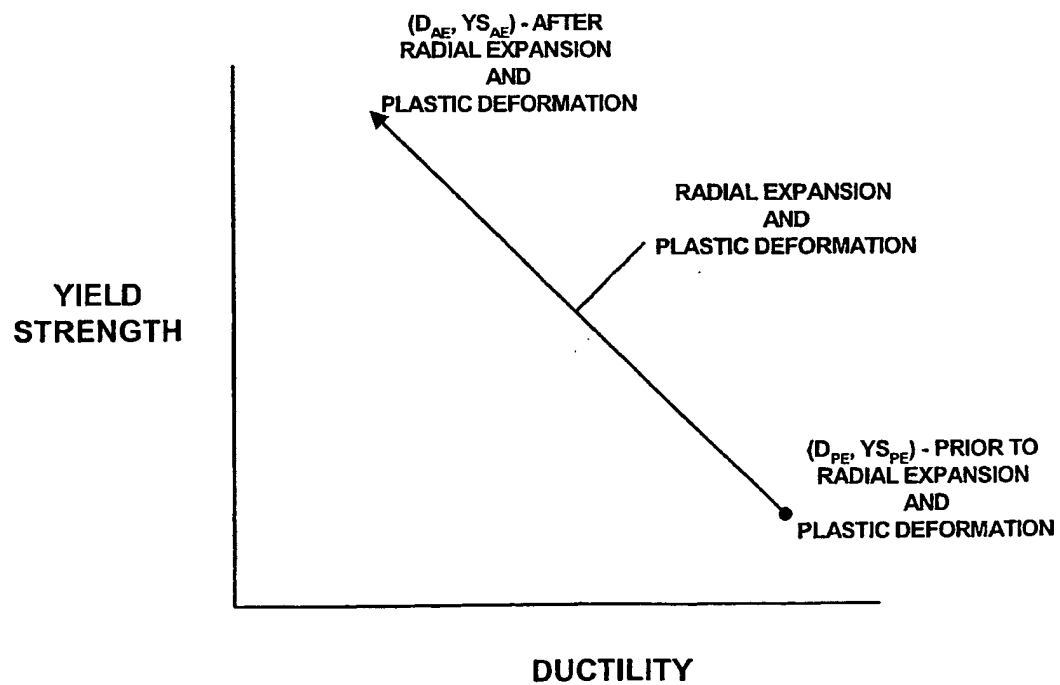 (D_AE, YS_AE) - AFTER
RADIAL EXPANSION
AND
PLASTIC DEFORMATION
RADIAL EXPANSION
AND
PLASTIC DEFORMATION
YIELD
STRENGTH
(D_PE, YS_PE) - PRIOR TO
RADIAL EXPANSION
AND
PLASTIC DEFORMATION
DUCTILITY